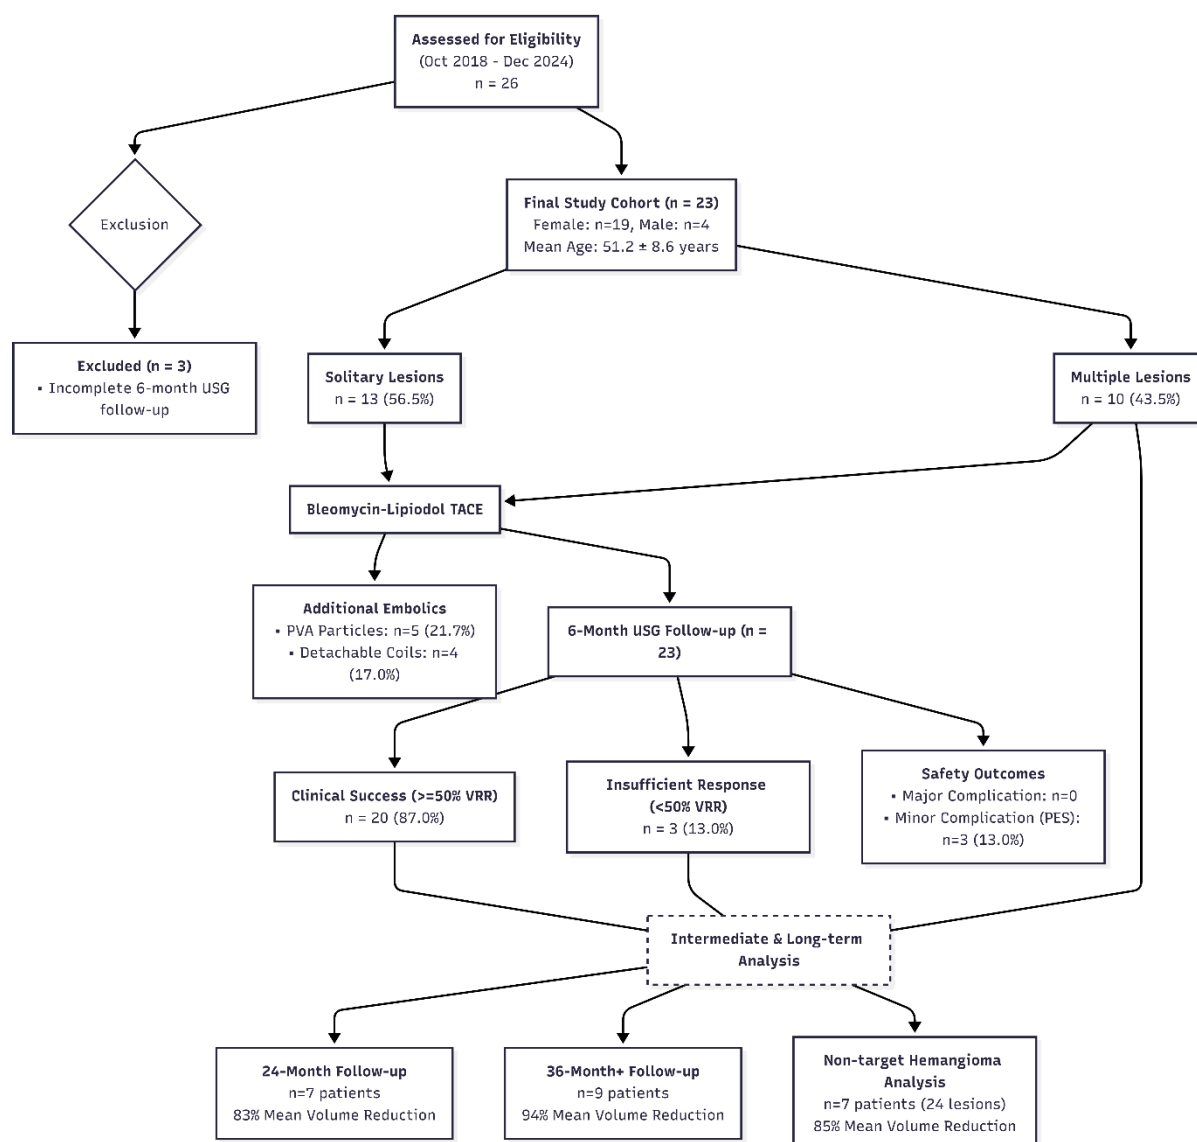 Assessed for Eligibility
(Oct 2018 - Dec 2024)
n = 26
Exclusion
Final Study Cohort (n = 23)
Female: n=19, Male: n=4
Mean Age: 51.2 ± 8.6 years
Excluded (n = 3)
▪ Incomplete 6-month USG
follow-up
Solitary Lesions
n = 13 (56.5%)
Multiple Lesions
n = 10 (43.5%)
Bleomycin-Lipiodol TACE
Additional Embolics
▪ PVA Particles: n=5 (21.7%)
▪ Detachable Coils: n=4
(17.0%)
6-Month USG Follow-up (n =
23)
Clinical Success (>=50% VRR)
n = 20 (87.0%)
Insufficient Response
(<50% VRR)
n = 3 (13.0%)
Safety Outcomes
▪ Major Complication: n=0
▪ Minor Complication (PES):
n=3 (13.0%)
Intermediate & Long-term
Analysis
24-Month Follow-up
n=7 patients
83% Mean Volume Reduction
36-Month+ Follow-up
n=9 patients
94% Mean Volume Reduction
Non-target Hemangioma
Analysis
n=7 patients (24 lesions)
85% Mean Volume Reduction